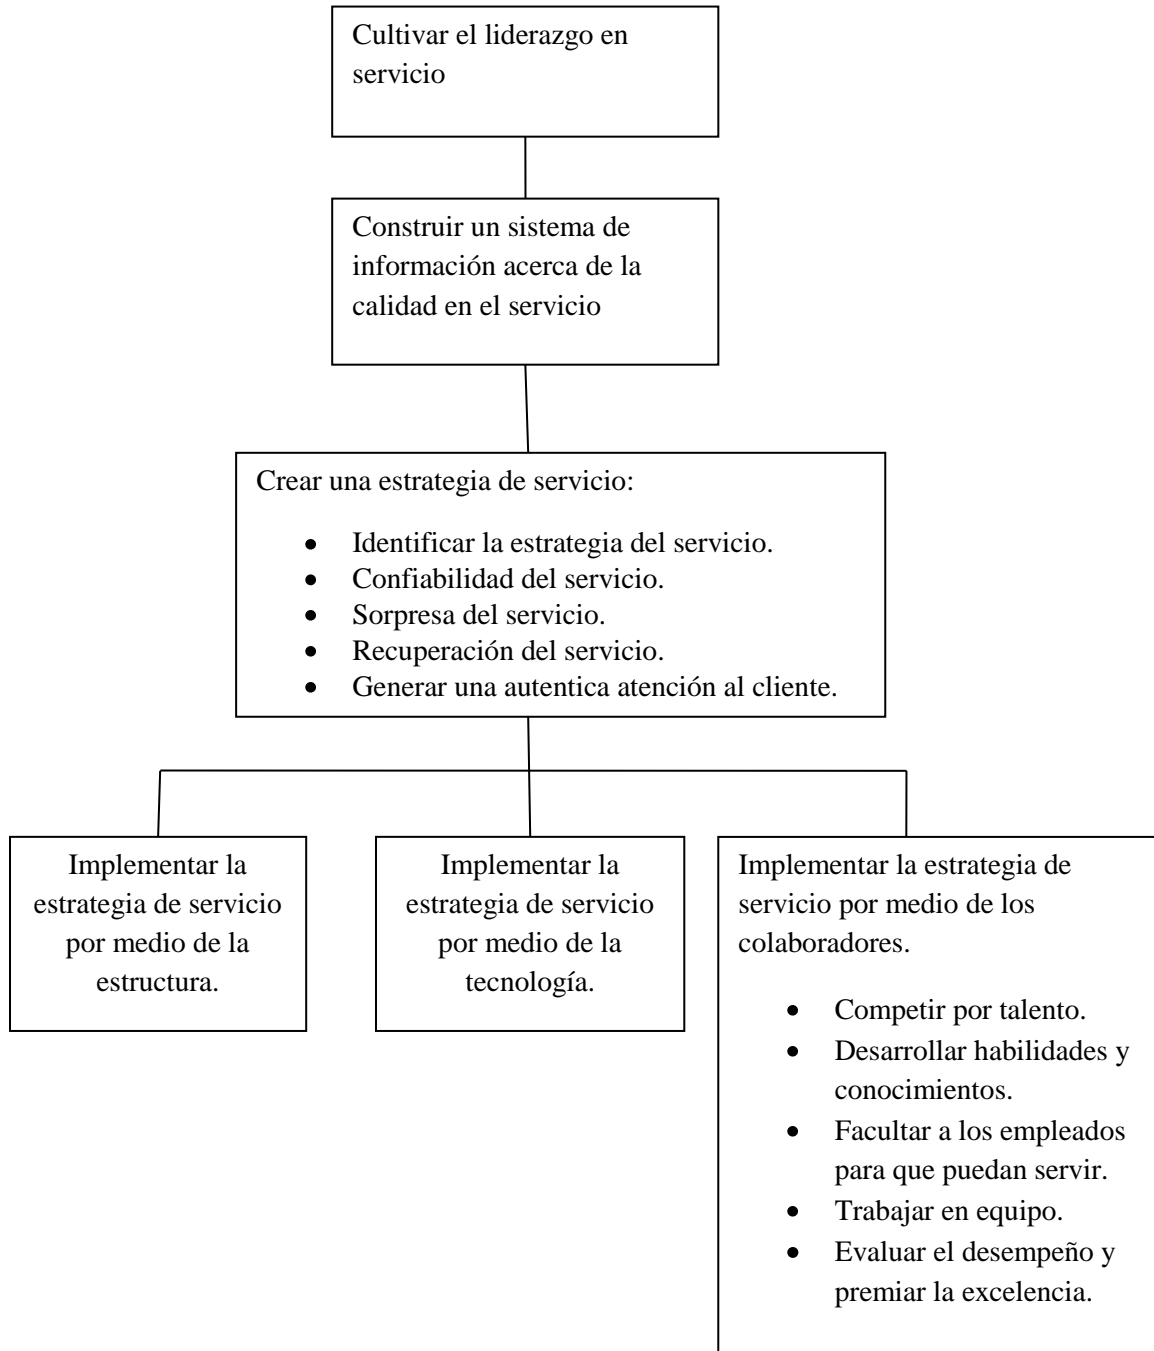 Cultivar el liderazgo en
servicio
Construir un sistema de
información acerca de la
calidad en el servicio
Crear una estrategia de servicio:
• Identificar la estrategia del servicio.
• Confiabilidad del servicio.
• Sorpresa del servicio.
• Recuperación del servicio.
• Generar una autentica atención al cliente.
Implementar la
estrategia de servicio
por medio de la
estructura.
Implementar la
estrategia de servicio
por medio de la
tecnología.
Implementar la estrategia de
servicio por medio de los
colaboradores.
• Competir por talento.
• Desarrollar habilidades y
conocimientos.
• Facultar a los empleados
para que puedan servir.
• Trabajar en equipo.
• Evaluar el desempeño y
premiar la excelencia.